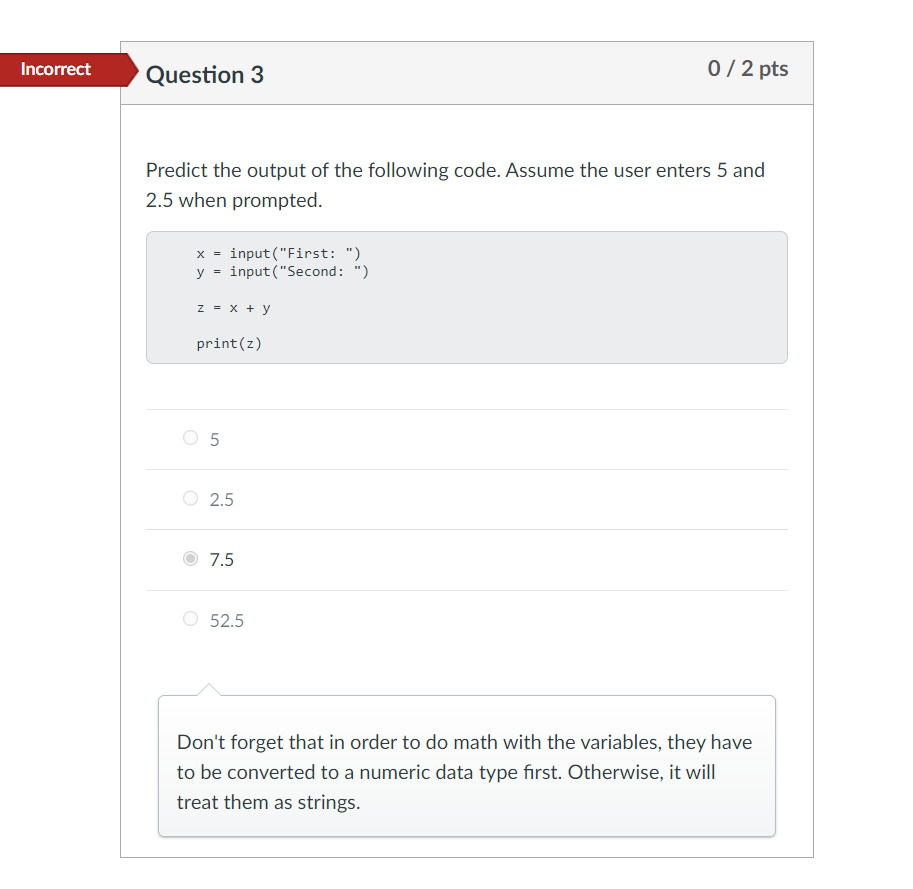 Incorrect
Question 3
0 / 2 pts
Predict the output of the following code. Assume the user enters 5 and
2.5 when prompted.
x = input("First: ")
y = input("Second: ")
z = x + y
print(z)
5
2.5
7.5
52.5
Don't forget that in order to do math with the variables, they have
to be converted to a numeric data type first. Otherwise, it will
treat them as strings.